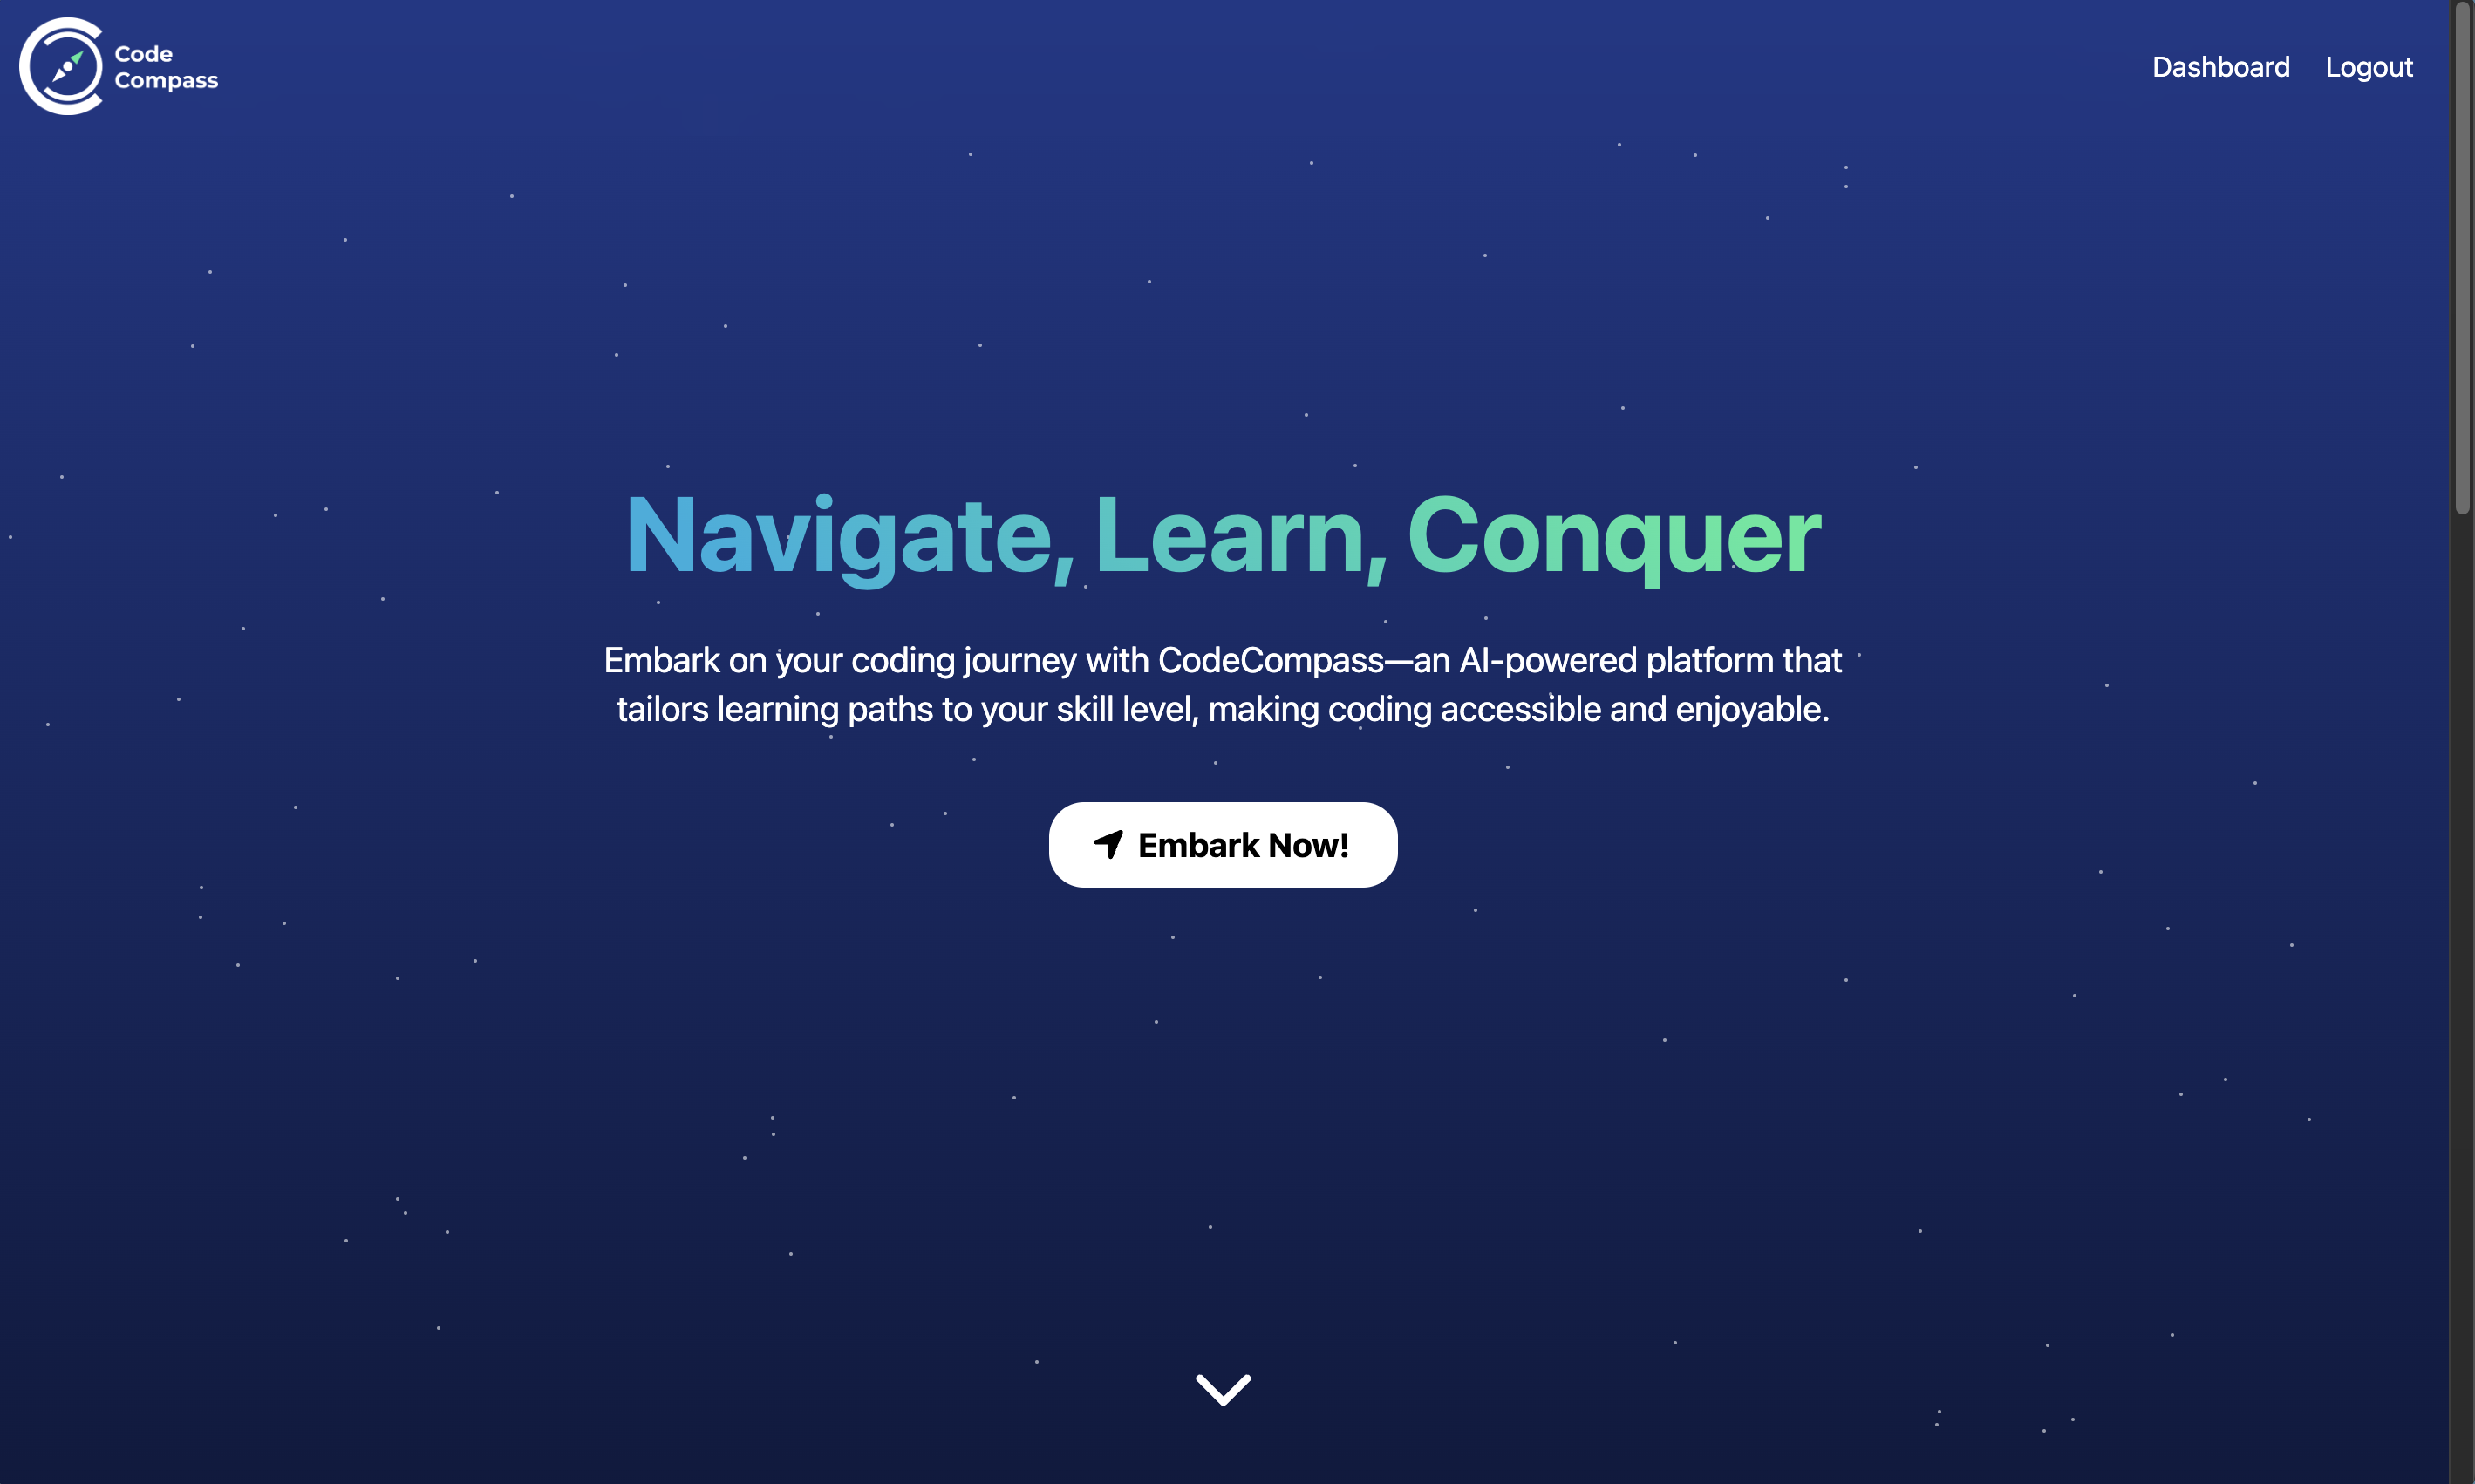 Code
Compass
Dashboard
Logout
Navigate, Learn, Conquer
Embark on your coding journey with CodeCompass—an AI-powered platform that
tailors learning paths to your skill level, making coding accessible and enjoyable.
Embark Now!